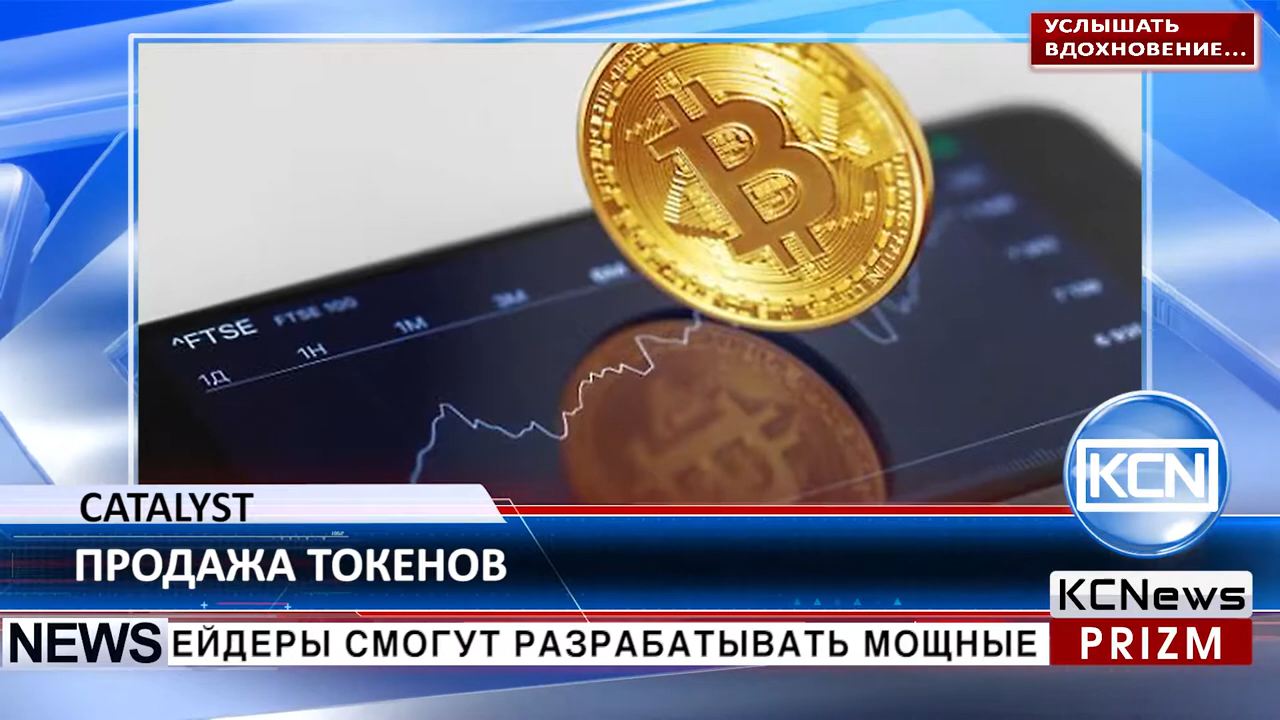 УСЛЫШАТЬ
ВДОХНОВЕНИЕ...
^FTSE FTSE 100
1Д 1Н 1М 3М 6М
KCN
CATALYST
ПРОДАЖА ТОКЕНОВ
KCNews
NEWS ЕЙДЕРЫ СМОГУТ РАЗРАБАТЫВАТЬ МОЩНЫЕ PRIZM